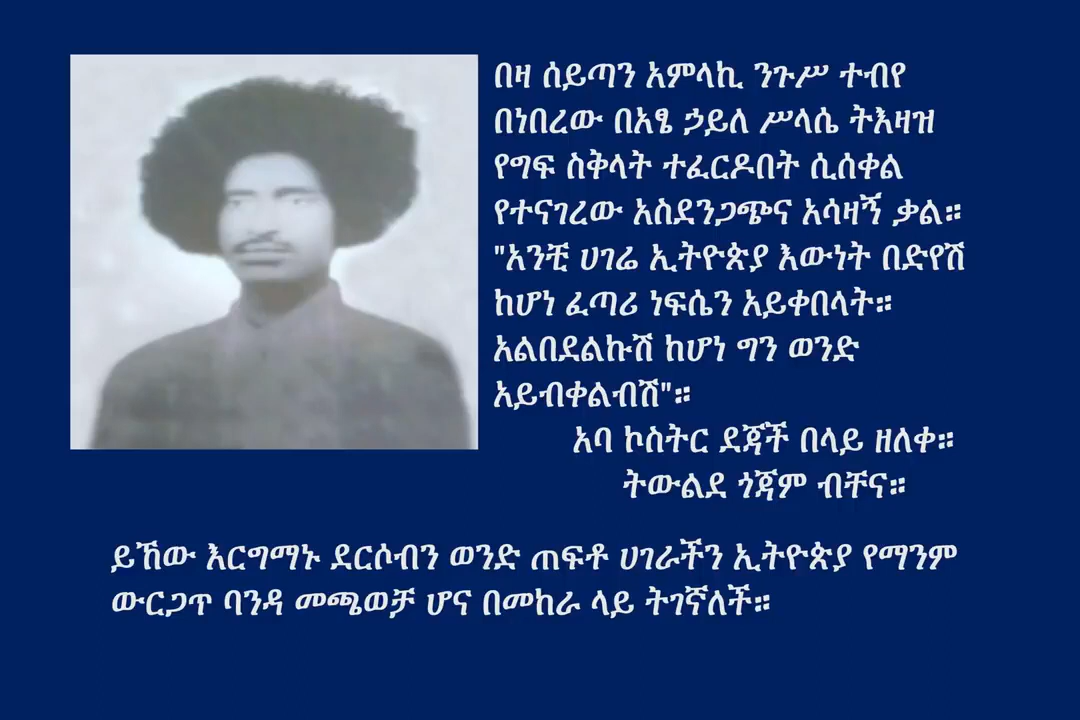 በዛ ሰይጣን አምላኪ ንጉሥ ተብየ
በነበረው በአፄ ኃይለ ሥላሴ ትእዛዝ
የግፍ ስቅላት ተፈርዶበት ሲሰቀል
የተናገረው አስደንጋጭና አሳዛኝ ቃል።
"አንቺ ሀገሬ ኢትዮጵያ እውነት በድየሽ
ከሆነ ፈጣሪ ነፍሴን አይቀበላት።
አልበደልኩሽ ከሆነ ግን ወንድ
አይብቀልብሽ"።
አባ ኮስትር ደጃች በላይ ዘለቀ።
ትውልደ ጎጃም ብቸና።
ይኸው እርግማኑ ደርሶብን ወንድ ጠፍቶ ሀገራችን ኢትዮጵያ የማንም
ውርጋጥ ባንዳ መጫወቻ ሆና በመከራ ላይ ትገኛለች።